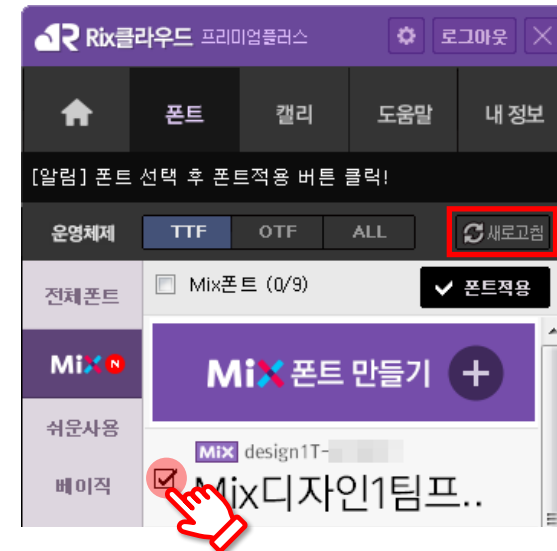 Rix클라우드 프리미엄플러스 로그아웃
폰트 캘리 도움말 내 정보
[알림] 폰트 선택 후 폰트적용 버튼 클릭!
운영체제 TTF OTF ALL 새로고침
전체폰트
Mix폰트 (0/9) 폰트적용
MiX N
MiX 폰트 만들기 +
쉬운사용
MiX design1T-
베이직
Mix디자인1팀프..